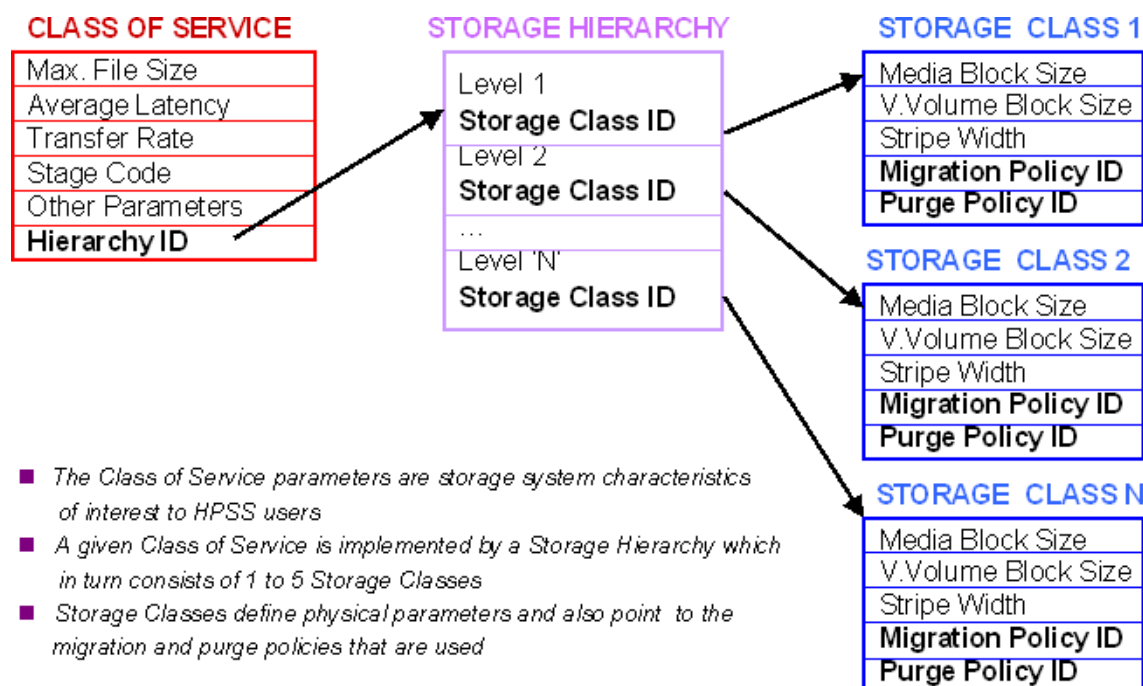 CLASS OF SERVICE
Max. File Size
Average Latency
Transfer Rate
Stage Code
Other Parameters
Hierarchy ID
STORAGE HIERARCHY
Level 1
Storage Class ID
Level 2
Storage Class ID
...
Level 'N'
Storage Class ID
STORAGE CLASS 1
Media Block Size
V.Volume Block Size
Stripe Width
Migration Policy ID
Purge Policy ID
STORAGE CLASS 2
Media Block Size
V.Volume Block Size
Stripe Width
Migration Policy ID
Purge Policy ID
STORAGE CLASS N
Media Block Size
V.Volume Block Size
Stripe Width
Migration Policy ID
Purge Policy ID
The Class of Service parameters are storage system characteristics
of interest to HPSS users
A given Class of Service is implemented by a Storage Hierarchy which
in turn consists of 1 to 5 Storage Classes
Storage Classes define physical parameters and also point to the
migration and purge policies that are used